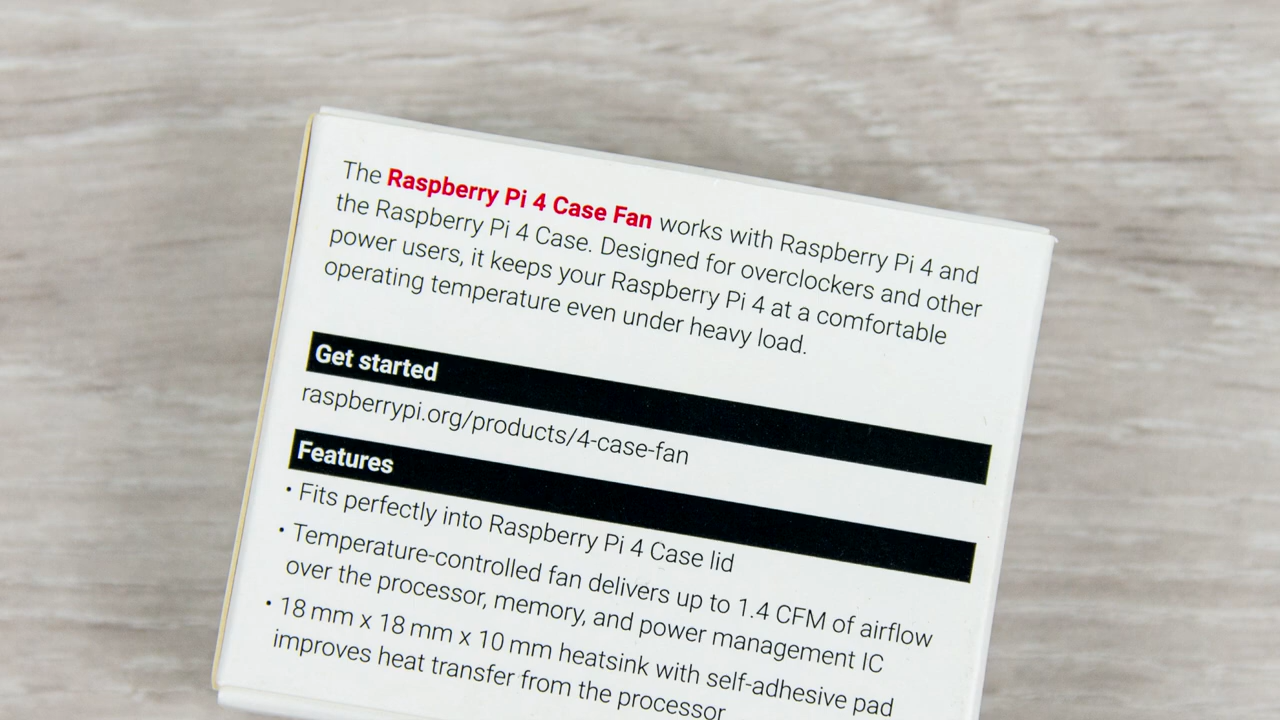 The Raspberry Pi 4 Case Fan works with Raspberry Pi 4 and
the Raspberry Pi 4 Case. Designed for overclockers and other
power users, it keeps your Raspberry Pi 4 at a comfortable
operating temperature even under heavy load.
Get started
raspberrypi.org/products/4-case-fan
Features
• Fits perfectly into Raspberry Pi 4 Case lid
• Temperature-controlled fan delivers up to 1.4 CFM of airflow
over the processor, memory, and power management IC
• 18 mm x 18 mm x 10 mm heatsink with self-adhesive pad
improves heat transfer from the processor